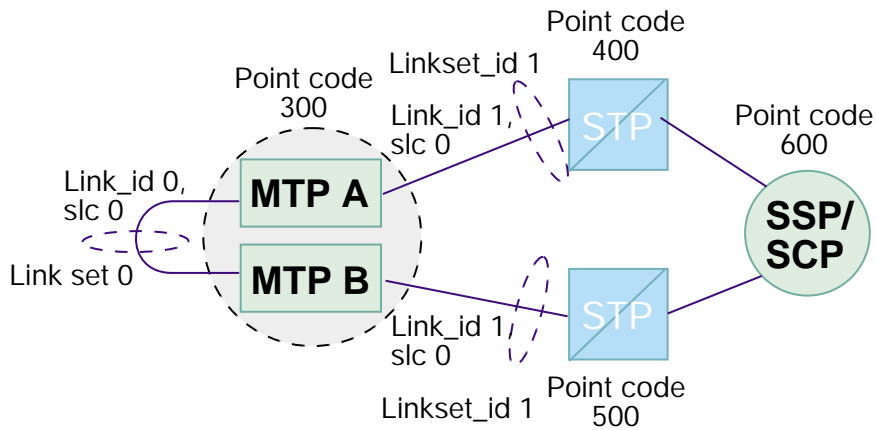 Point code
400
Linkset_id 1
Point code
300
Link_id 1,
slc 0
STP
Point code
600
Link_id 0,
slc 0
MTP A
SSP/
SCP
Link set 0
MTP B
STP
Link_id 1,
slc 0
Linkset_id 1
Point code
500